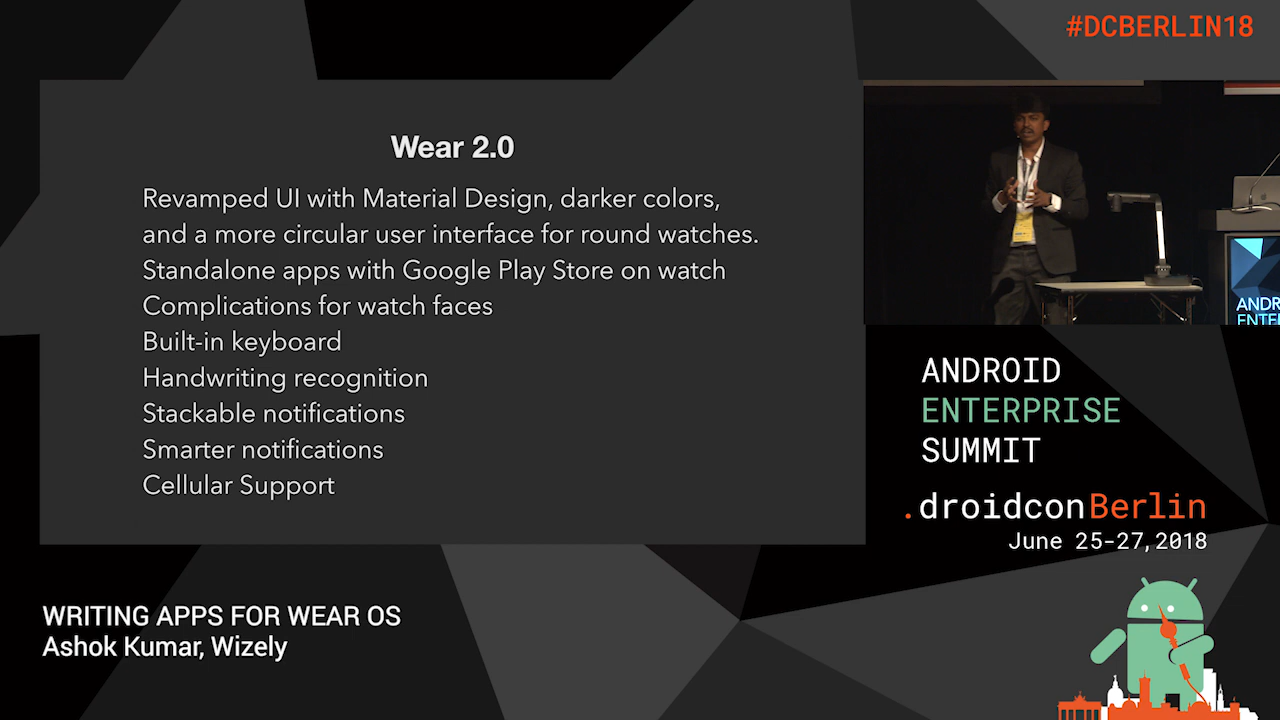 #DCBERLIN18
Wear 2.0
Revamped UI with Material Design, darker colors,
and a more circular user interface for round watches.
Standalone apps with Google Play Store on watch
Complications for watch faces
Built-in keyboard
Handwriting recognition
Stackable notifications
Smarter notifications
Cellular Support
ANDROID
ENTERPRISE
SUMMIT
.droidconBerlin
June 25-27, 2018
WRITING APPS FOR WEAR OS
Ashok Kumar, Wizely